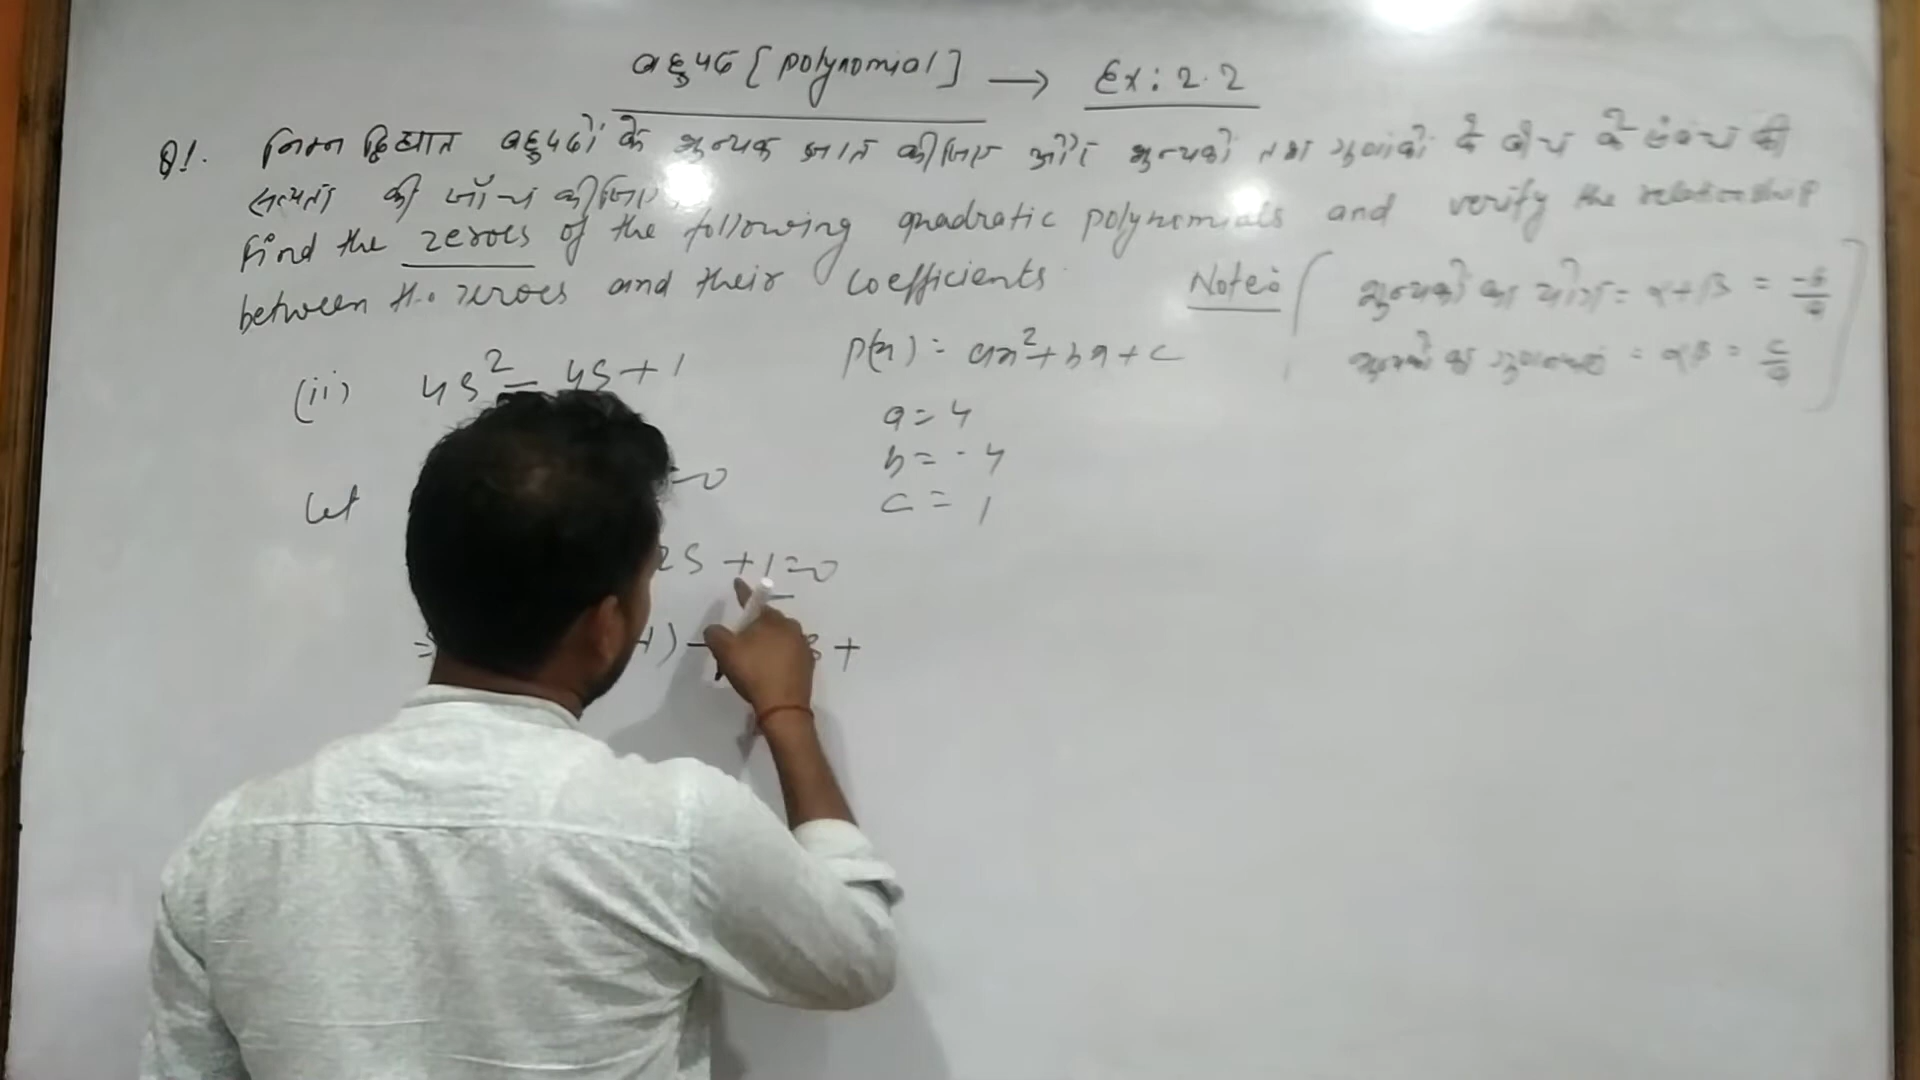 बहुपद [polynomial] → Ex: 2.2
Q1. निम्न द्विघात बहुपदों के शून्यक ज्ञात कीजिए और शून्यकों तथा गुणांकों के बीच के संबंध की
सत्यता की जाँच कीजिए।
Find the zeroes of the following quadratic polynomials and verify the relationship
between the zeroes and their coefficients
Note: [ शून्यकों का योग = α+β = -b/a
शून्यकों का गुणनफल = αβ = c/a ]
(ii) 4s² - 4s + 1
p(x) = ax² + bx + c
a = 4
b = -4
c = 1
Let =0
2s + 1 = 0
= 1) - +